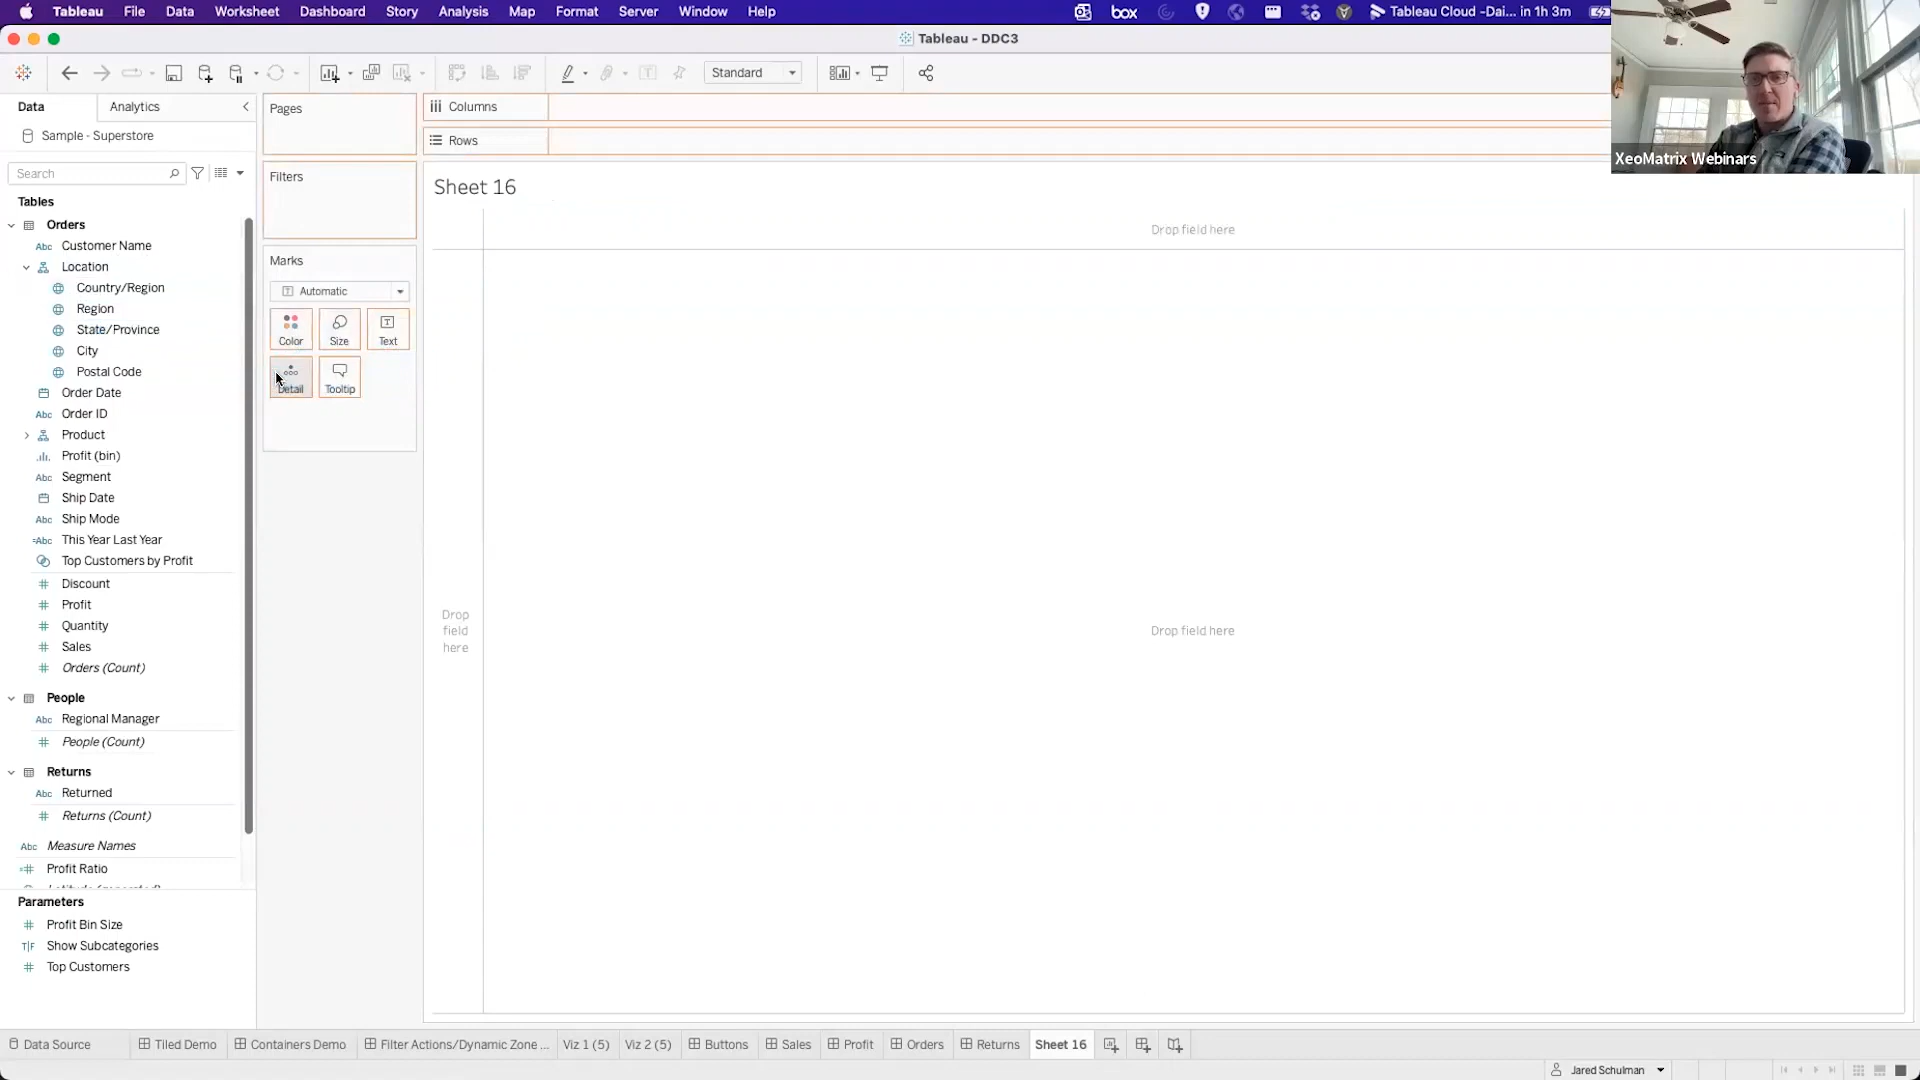 Tableau File Data Worksheet Dashboard Story Analysis Map Format Server Window Help box Tableau Cloud -Dai... in 1h 3m
Tableau - DDC3
Standard
Data Analytics
Sample - Superstore
Search
Tables
Orders
Customer Name
Location
Country/Region
Region
State/Province
City
Postal Code
Order Date
Abc Order ID
Product
Profit (bin)
Abc Segment
Ship Date
Abc Ship Mode
=Abc This Year Last Year
Top Customers by Profit
# Discount
# Profit
# Quantity
# Sales
# Orders (Count)
People
Abc Regional Manager
# People (Count)
Returns
Abc Returned
# Returns (Count)
Abc Measure Names
=# Profit Ratio
Parameters
# Profit Bin Size
T|F Show Subcategories
# Top Customers
Pages
Filters
Marks
Automatic
Color Size Text
Detail Tooltip
Columns
Rows
Sheet 16
Drop field here
Drop
field
here
Drop field here
XeoMatrix Webinars
Data Source Tiled Demo Containers Demo Filter Actions/Dynamic Zone ... Viz 1 (5) Viz 2 (5) Buttons Sales Profit Orders Returns Sheet 16
Jared Schulman